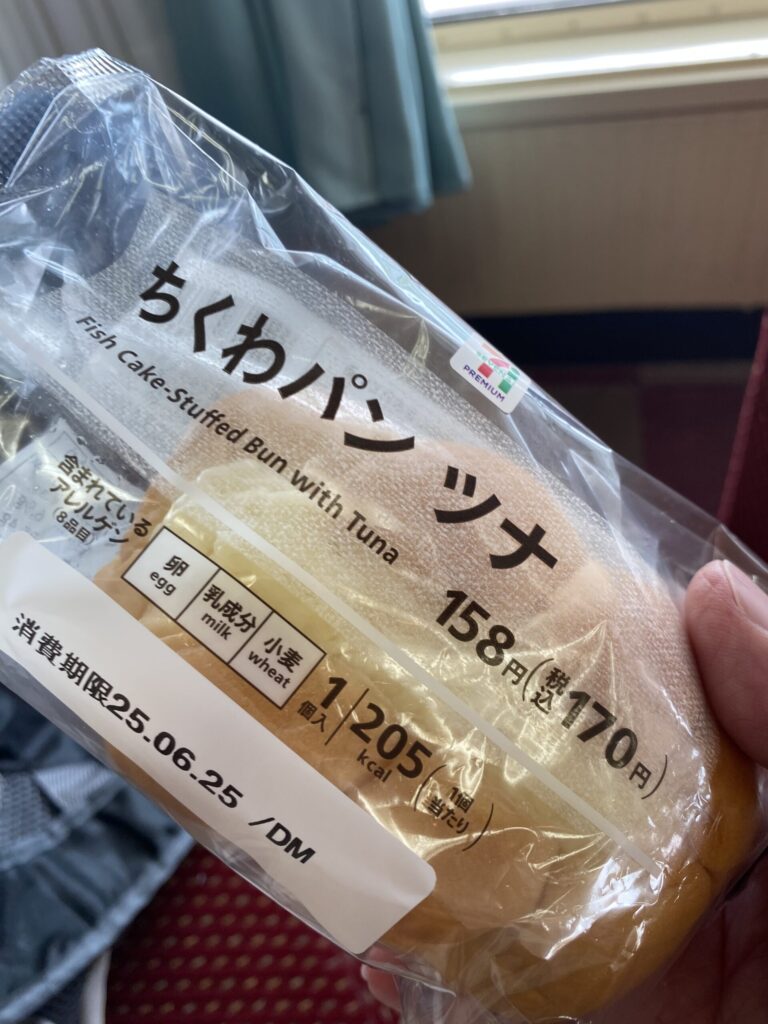 ちくわパン ツナ
Fish Cake-Stuffed Bun with Tuna
PREMIUM
158円(税込170円)
含まれている
アレルゲン
(8品目)
卵 egg
乳成分 milk
小麦 wheat
1個入
205kcal(1個当たり)
消費期限25.06.25 /DM